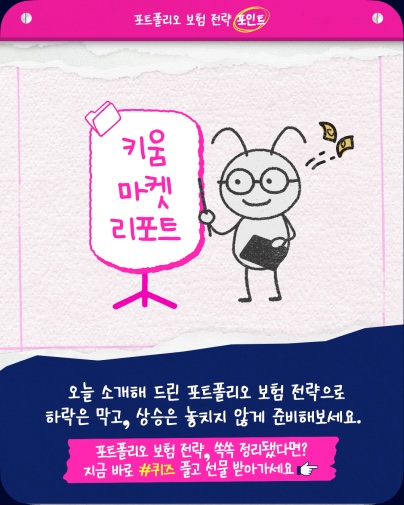 포트폴리오 보험 전략 포인트
키움
마켓
리포트
오늘 소개해 드린 포트폴리오 보험 전략으로
하락은 막고, 상승은 놓치지 않게 준비해보세요.
포트폴리오 보험 전략, 쏙쏙 정리됐다면?
지금 바로 #퀴즈 풀고 선물 받아가세요